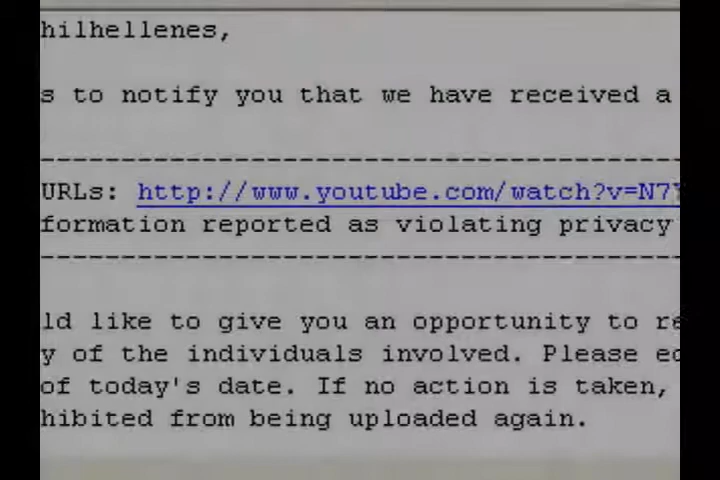 hilhellenes,
s to notify you that we have received a
---------------------------------------
URLs: http://www.youtube.com/watch?v=N7
formation reported as violating privacy
---------------------------------------
ld like to give you an opportunity to re
y of the individuals involved. Please ed
of today's date. If no action is taken,
hibited from being uploaded again.